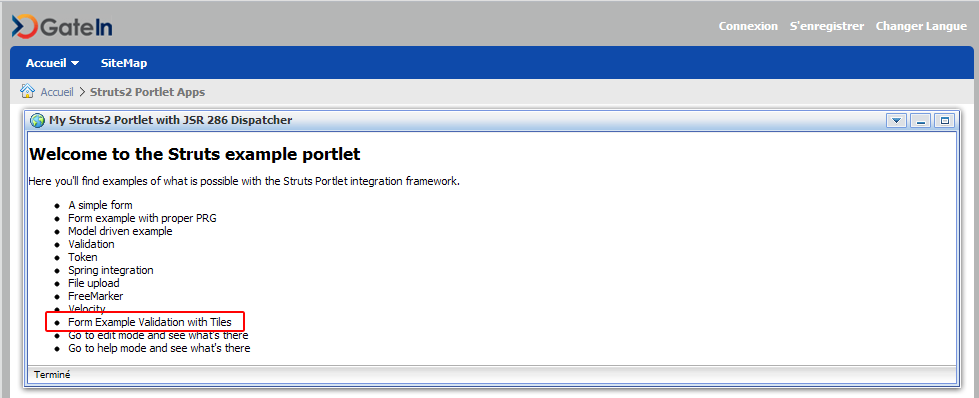 GateIn
Connexion S'enregistrer Changer Langue
Accueil SiteMap
Accueil > Struts2 Portlet Apps
My Struts2 Portlet with JSR 286 Dispatcher
Welcome to the Struts example portlet
Here you'll find examples of what is possible with the Struts Portlet integration framework.
A simple form
Form example with proper PRG
Model driven example
Validation
Token
Spring integration
File upload
FreeMarker
Velocity
Form Example Validation with Tiles
Go to edit mode and see what's there
Go to help mode and see what's there
Terminé